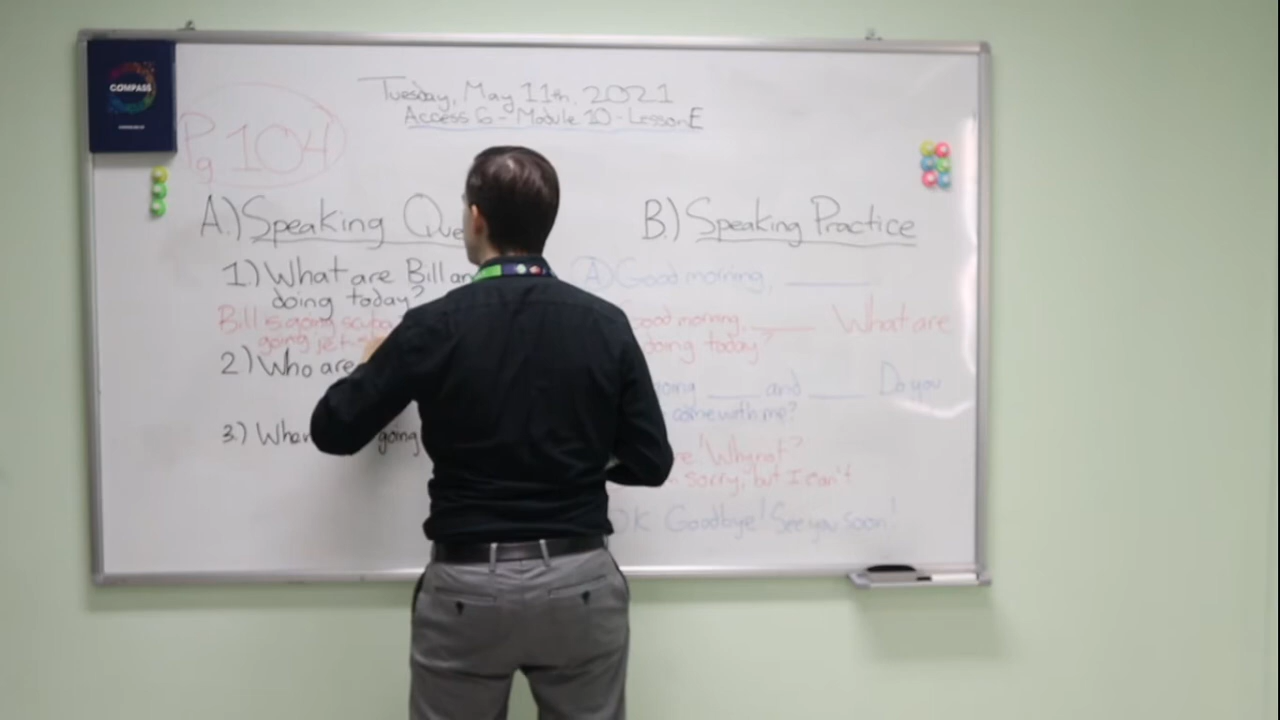 COMPASS
Tuesday, May 11th, 2021
Access 6 - Module 10 - Lesson E
Pg 104
A.) Speaking Que
1.) What are Bill an
doing today?
Bill is going scuba
going jet
2.) Who are
3.) going
B.) Speaking Practice
A) Good morning, ______
Good morning, ______ What are
doing today?
going ____ and ____ Do you
come with me?
re! What?
sorry, but I can't
OK Goodbye! See you soon!